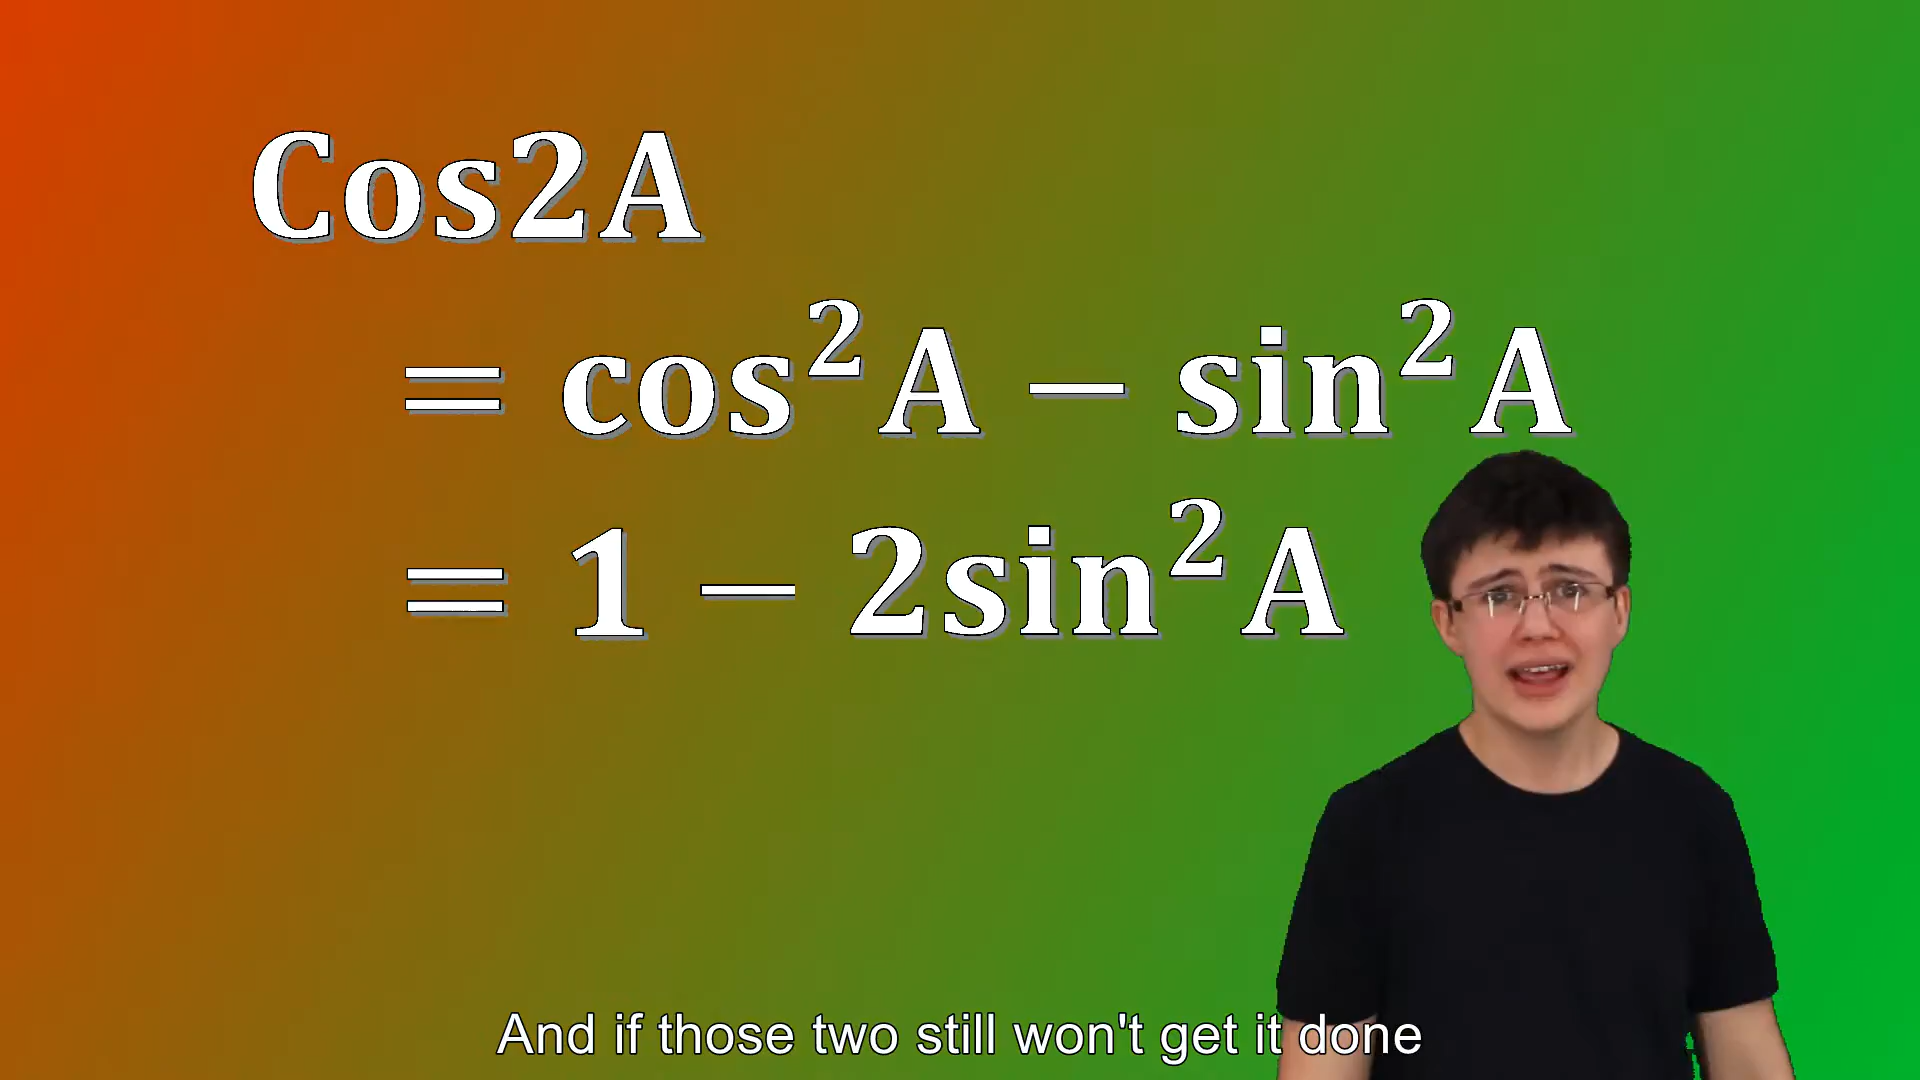 Cos2A
= cos²A − sin²A
= 1 − 2sin²A
And if those two still won't get it done